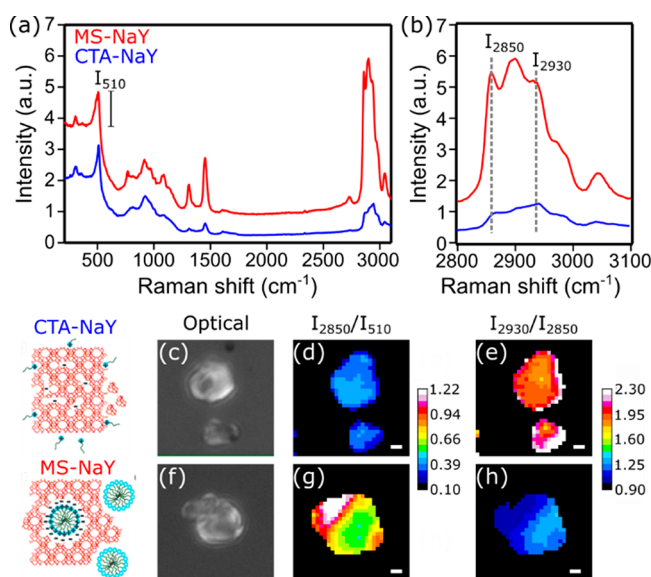 (a)
7
6
5
4
3
2
1
0
Intensity (a.u.)
MS-NaY
CTA-NaY
I510
500 1000 1500 2000 2500 3000
Raman shift (cm-1)
(b)
7
6
5
4
3
2
1
0
Intensity (a.u.)
I2850
I2930
2800 2900 3000 3100
Raman shift (cm-1)
CTA-NaY
Optical
I2850/I510
I2930/I2850
(c)
(d)
(e)
1.22
0.94
0.66
0.39
0.10
2.30
1.95
1.60
1.25
0.90
MS-NaY
(f)
(g)
(h)